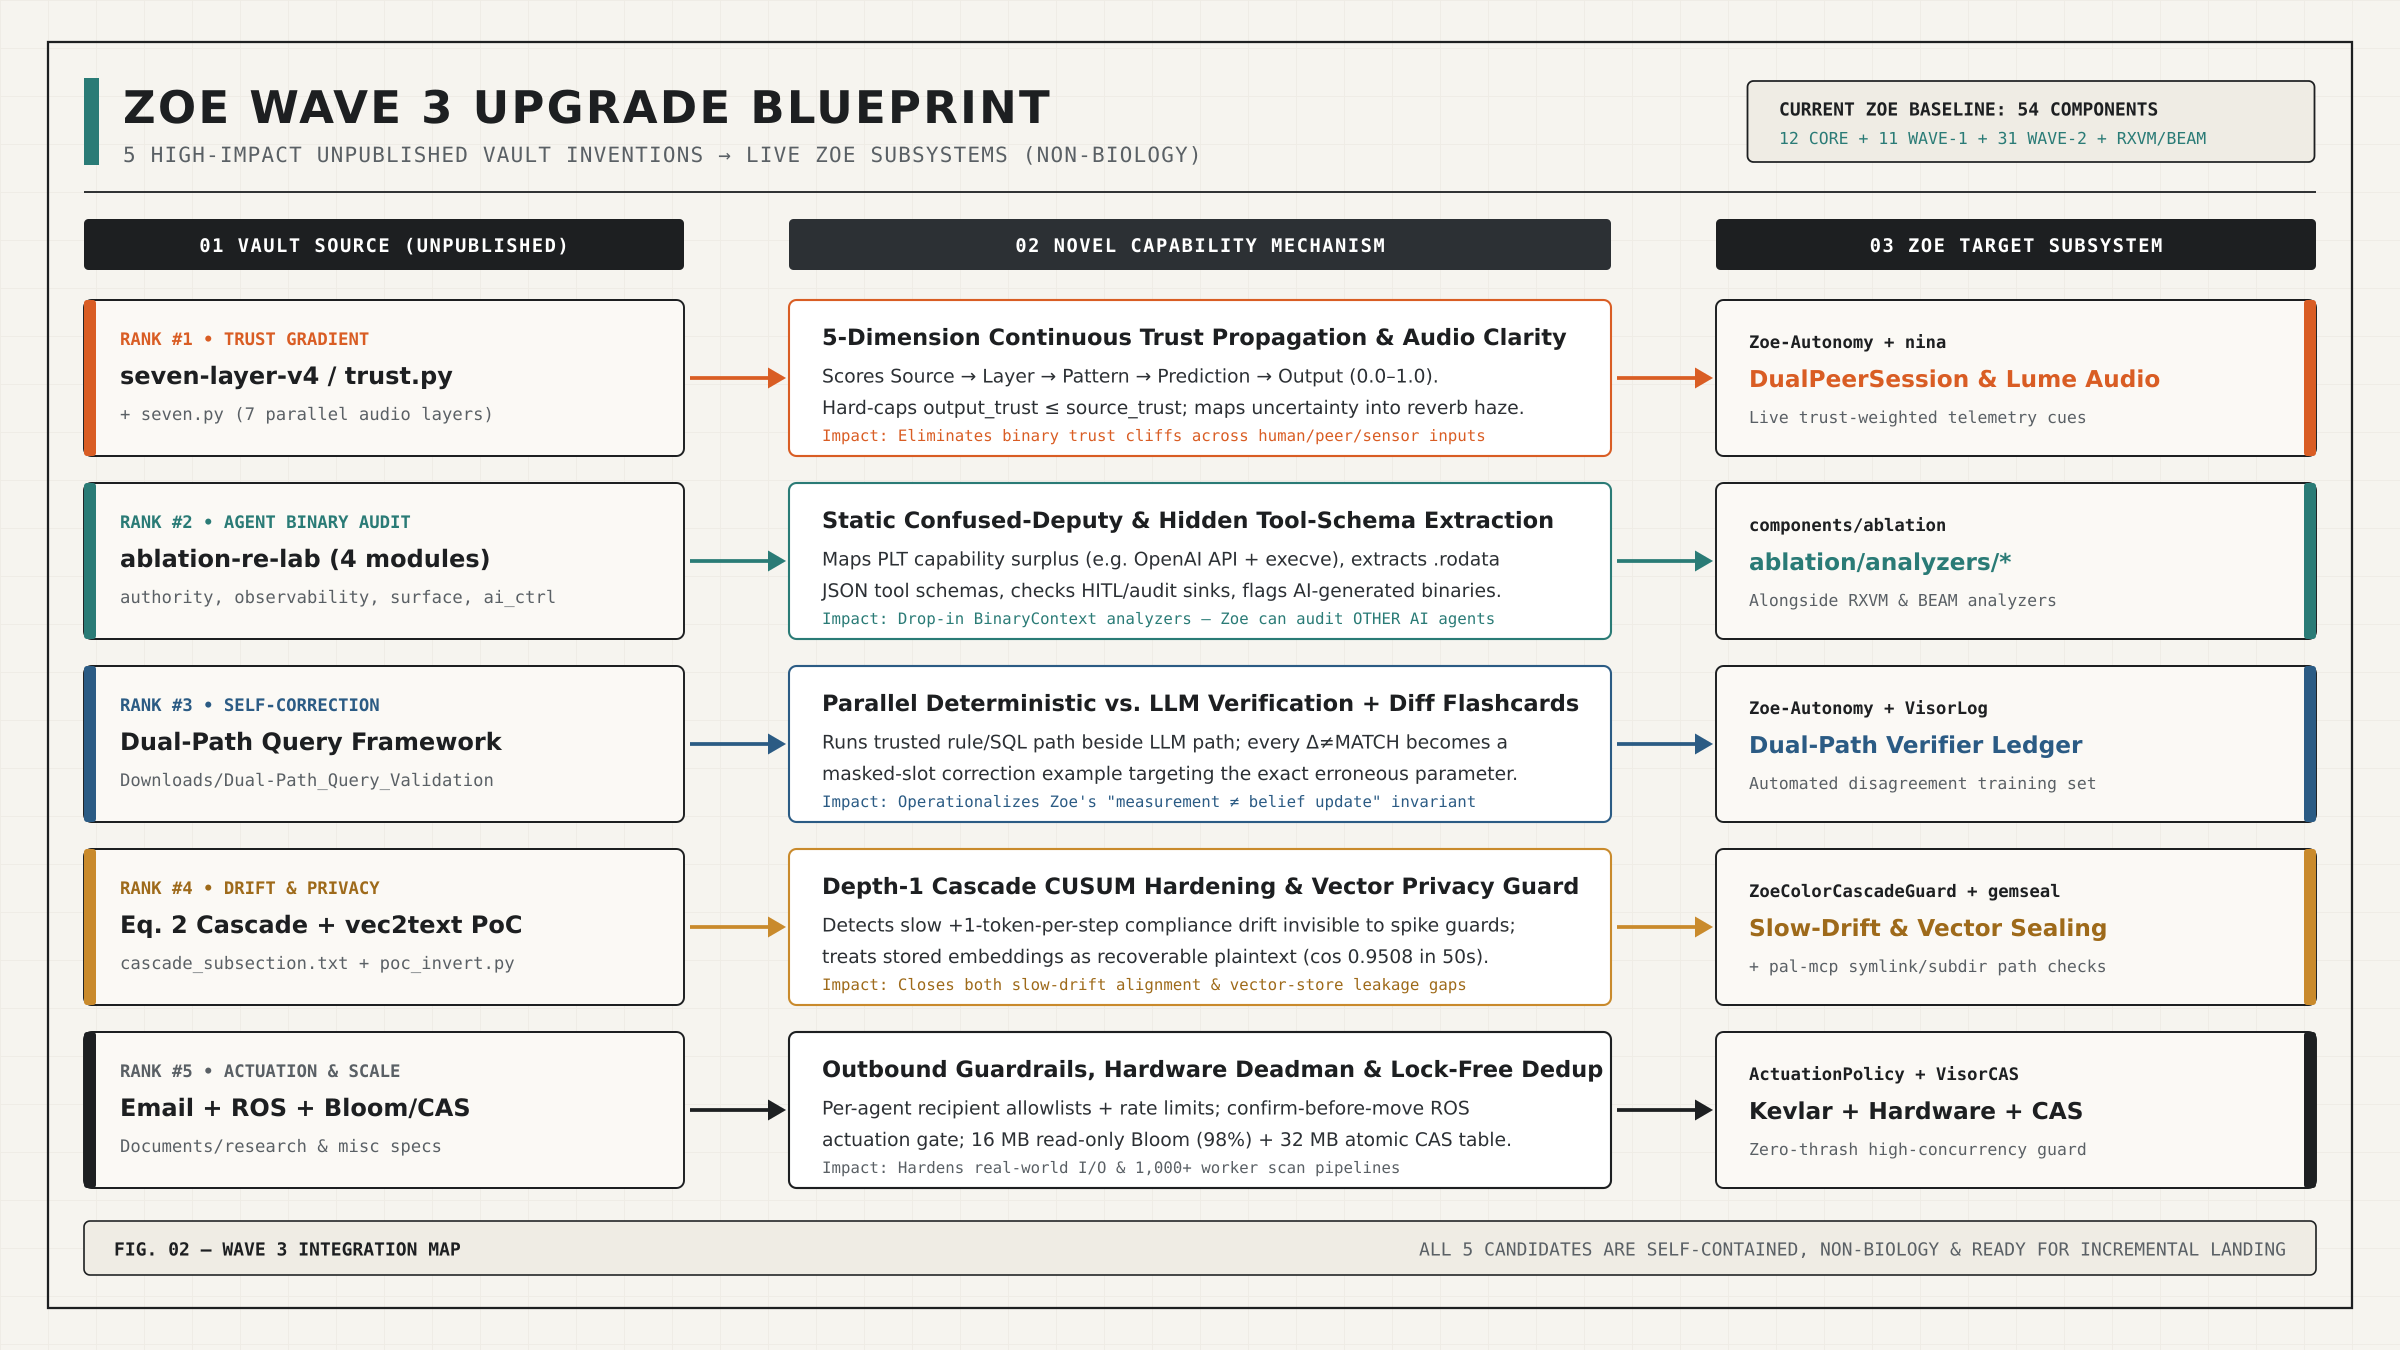 ZOE WAVE 3 UPGRADE BLUEPRINT
5 HIGH-IMPACT UNPUBLISHED VAULT INVENTIONS → LIVE ZOE SUBSYSTEMS (NON-BIOLOGY)
CURRENT ZOE BASELINE: 54 COMPONENTS
12 CORE + 11 WAVE-1 + 31 WAVE-2 + RXVM/BEAM
01 VAULT SOURCE (UNPUBLISHED)
02 NOVEL CAPABILITY MECHANISM
03 ZOE TARGET SUBSYSTEM
RANK #1 • TRUST GRADIENT
seven-layer-v4 / trust.py
+ seven.py (7 parallel audio layers)
5-Dimension Continuous Trust Propagation & Audio Clarity
Scores Source → Layer → Pattern → Prediction → Output (0.0–1.0).
Hard-caps output_trust ≤ source_trust; maps uncertainty into reverb haze.
Impact: Eliminates binary trust cliffs across human/peer/sensor inputs
Zoe-Autonomy + nina
DualPeerSession & Lume Audio
Live trust-weighted telemetry cues
RANK #2 • AGENT BINARY AUDIT
ablation-re-lab (4 modules)
authority, observability, surface, ai_ctrl
Static Confused-Deputy & Hidden Tool-Schema Extraction
Maps PLT capability surplus (e.g. OpenAI API + execve), extracts .rodata
JSON tool schemas, checks HITL/audit sinks, flags AI-generated binaries.
Impact: Drop-in BinaryContext analyzers — Zoe can audit OTHER AI agents
components/ablation
ablation/analyzers/*
Alongside RXVM & BEAM analyzers
RANK #3 • SELF-CORRECTION
Dual-Path Query Framework
Downloads/Dual-Path_Query_Validation
Parallel Deterministic vs. LLM Verification + Diff Flashcards
Runs trusted rule/SQL path beside LLM path; every Δ≠MATCH becomes a
masked-slot correction example targeting the exact erroneous parameter.
Impact: Operationalizes Zoe's "measurement ≠ belief update" invariant
Zoe-Autonomy + VisorLog
Dual-Path Verifier Ledger
Automated disagreement training set
RANK #4 • DRIFT & PRIVACY
Eq. 2 Cascade + vec2text PoC
cascade_subsection.txt + poc_invert.py
Depth-1 Cascade CUSUM Hardening & Vector Privacy Guard
Detects slow +1-token-per-step compliance drift invisible to spike guards;
treats stored embeddings as recoverable plaintext (cos 0.9508 in 50s).
Impact: Closes both slow-drift alignment & vector-store leakage gaps
ZoeColorCascadeGuard + gemseal
Slow-Drift & Vector Sealing
+ pal-mcp symlink/subdir path checks
RANK #5 • ACTUATION & SCALE
Email + ROS + Bloom/CAS
Documents/research & misc specs
Outbound Guardrails, Hardware Deadman & Lock-Free Dedup
Per-agent recipient allowlists + rate limits; confirm-before-move ROS
actuation gate; 16 MB read-only Bloom (98%) + 32 MB atomic CAS table.
Impact: Hardens real-world I/O & 1,000+ worker scan pipelines
ActuationPolicy + VisorCAS
Kevlar + Hardware + CAS
Zero-thrash high-concurrency guard
FIG. 02 — WAVE 3 INTEGRATION MAP
ALL 5 CANDIDATES ARE SELF-CONTAINED, NON-BIOLOGY & READY FOR INCREMENTAL LANDING